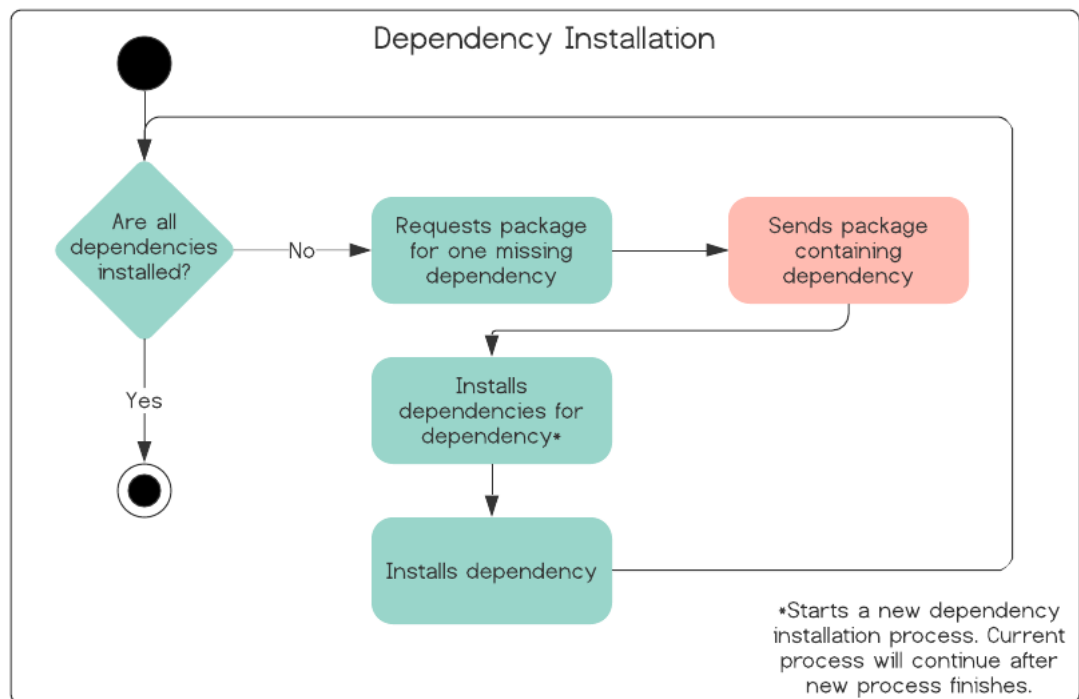 Dependency Installation
Are all
dependencies
installed?
No
Requests package
for one missing
dependency
Sends package
containing
dependency
Yes
Installs
dependencies for
dependency*
Installs dependency
*Starts a new dependency
installation process. Current
process will continue after
new process finishes.